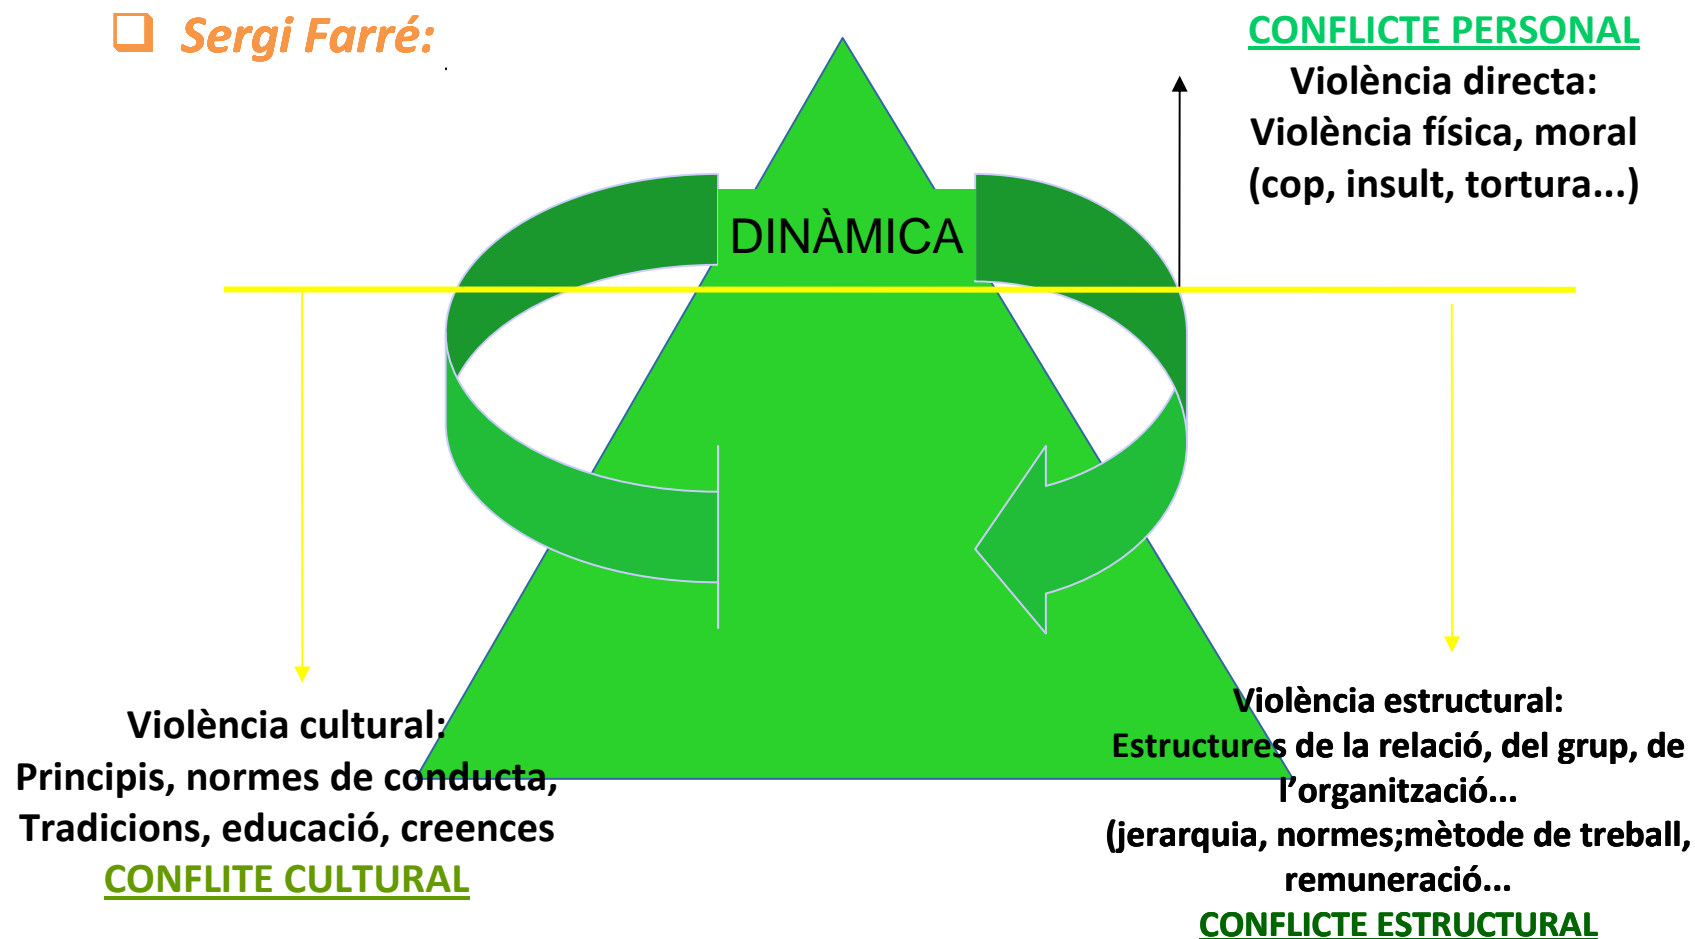 Sergi Farré:
CONFLICTE PERSONAL
Violència directa:
Violència física, moral
(cop, insult, tortura...)
DINÀMICA
Violència cultural:
Principis, normes de conducta,
Tradicions, educació, creences
CONFLITE CULTURAL
Violència estructural:
Estructures de la relació, del grup, de
l’organització...
(jerarquia, normes;mètode de treball,
remuneració...
CONFLICTE ESTRUCTURAL